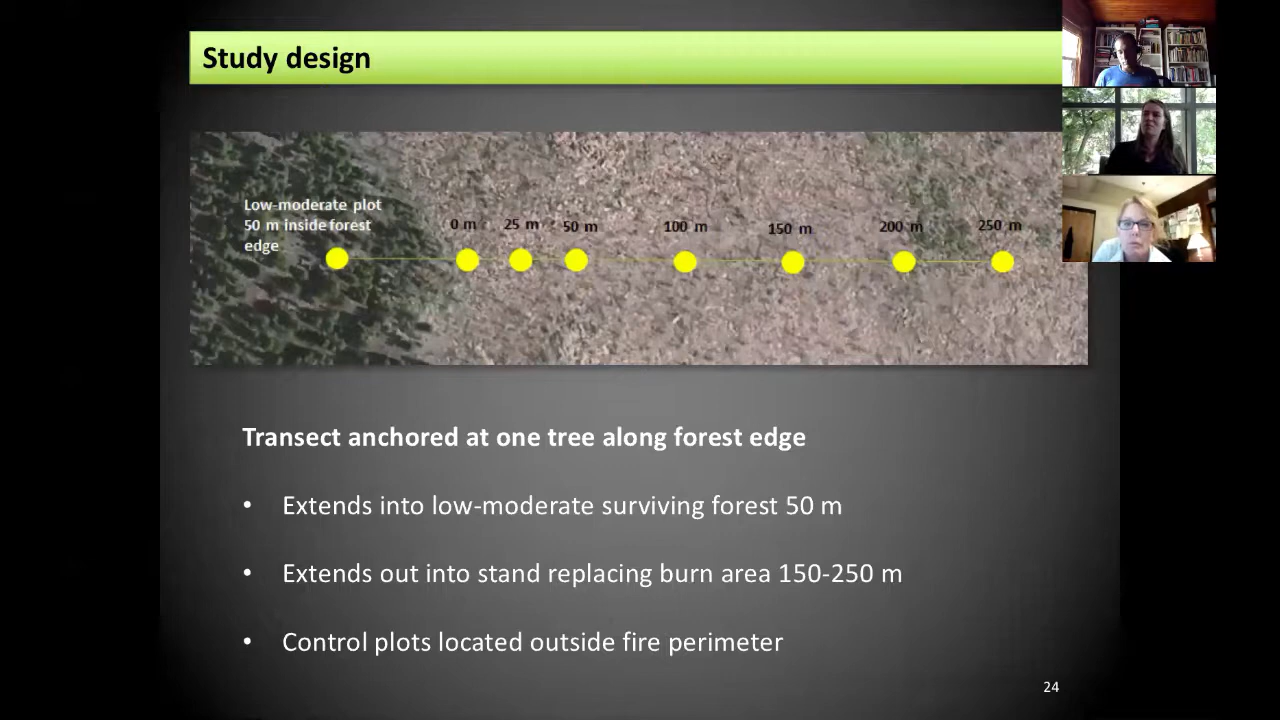 Study design
Low-moderate plot
50 m inside forest
edge
0 m
25 m
50 m
100 m
150 m
200 m
250 m
Transect anchored at one tree along forest edge
• Extends into low-moderate surviving forest 50 m
• Extends out into stand replacing burn area 150-250 m
• Control plots located outside fire perimeter
24